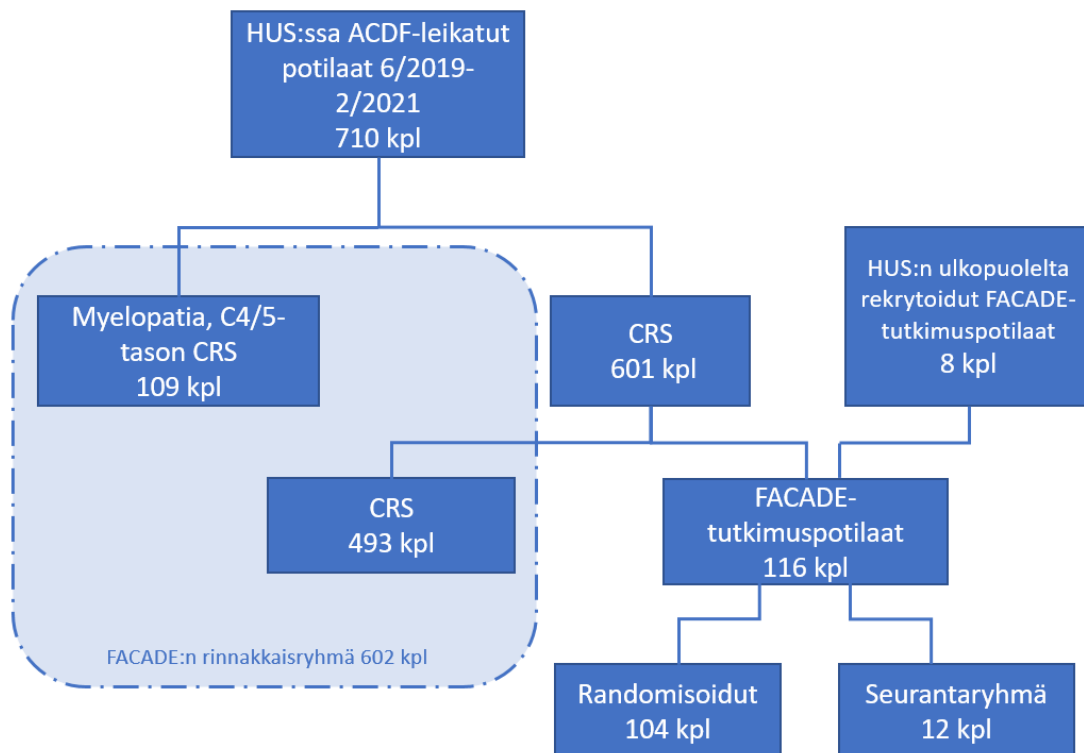 HUS:ssa ACDF-leikatut
potilaat 6/2019-
2/2021
710 kpl
Myelopatia, C4/5-
tason CRS
109 kpl
CRS
601 kpl
HUS:n ulkopuolelta
rekrytoidut FACADE-
tutkimuspotilaat
8 kpl
CRS
493 kpl
FACADE-
tutkimuspotilaat
116 kpl
FACADE:n rinnakkaisryhmä 602 kpl
Randomisoidut
104 kpl
Seurantaryhmä
12 kpl